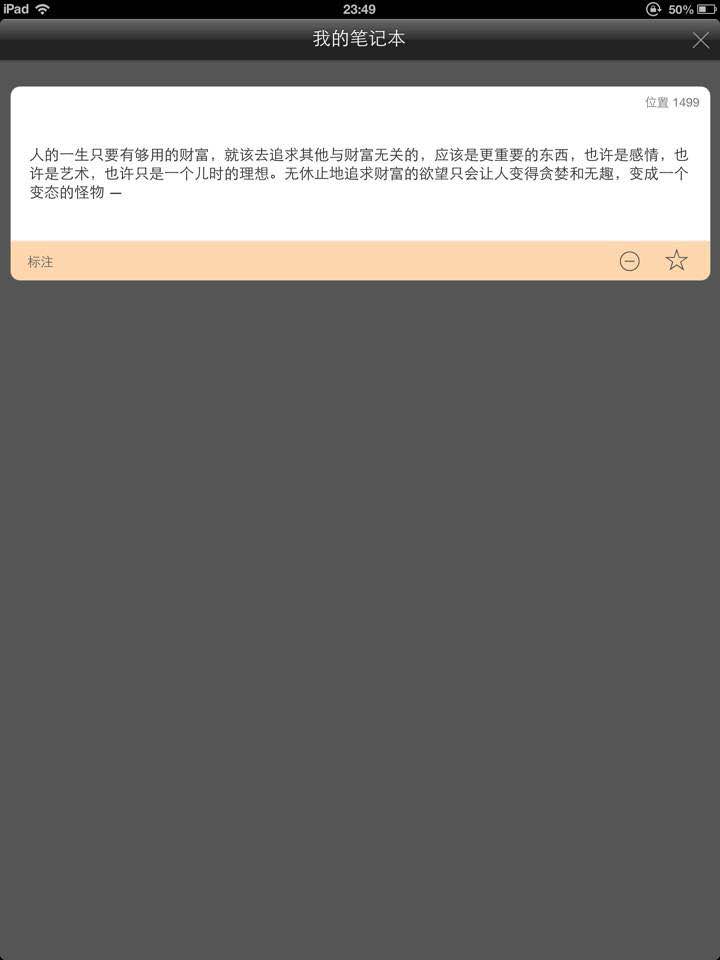 iPad 23:49 50%
我的笔记本
位置 1499
人的一生只要有够用的财富，就该去追求其他与财富无关的，应该是更重要的东西，也许是感情，也
许是艺术，也许只是一个儿时的理想。无休止地追求财富的欲望只会让人变得贪婪和无趣，变成一个
变态的怪物 —
标注